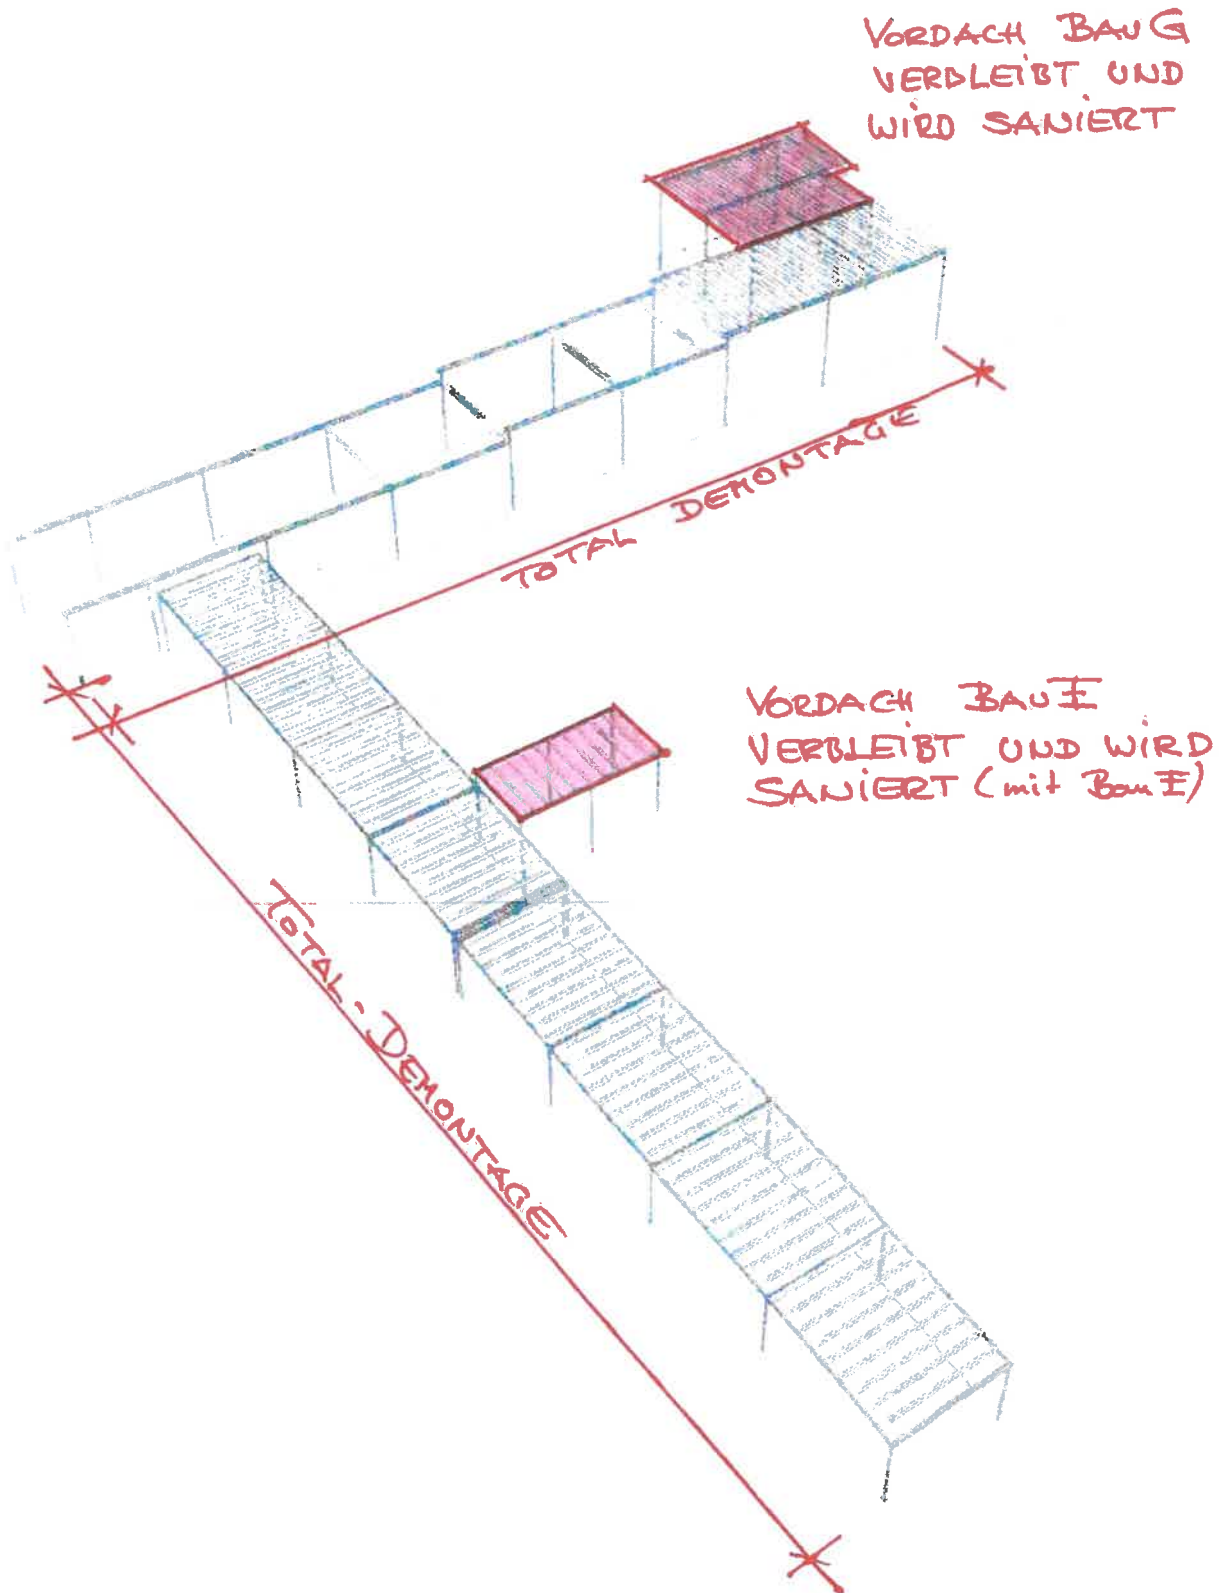 VORDACH BAU G
VERBLEIBT UND
WIRD SANIERT
TOTAL DEMONTAGE
VORDACH BAU
VERBLEIBT UND WIRD
SANIERT (mit Bau
TOTAL - DEMONTAGE